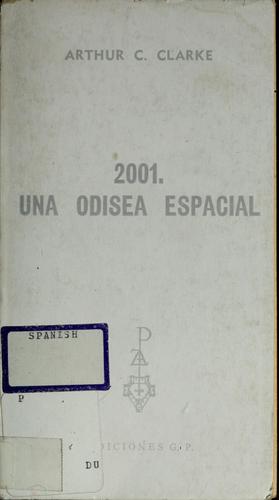 ARTHUR C. CLARKE
2001.
UNA ODISEA ESPACIAL
SPANISH
P
EDICIONES G. P.
DU